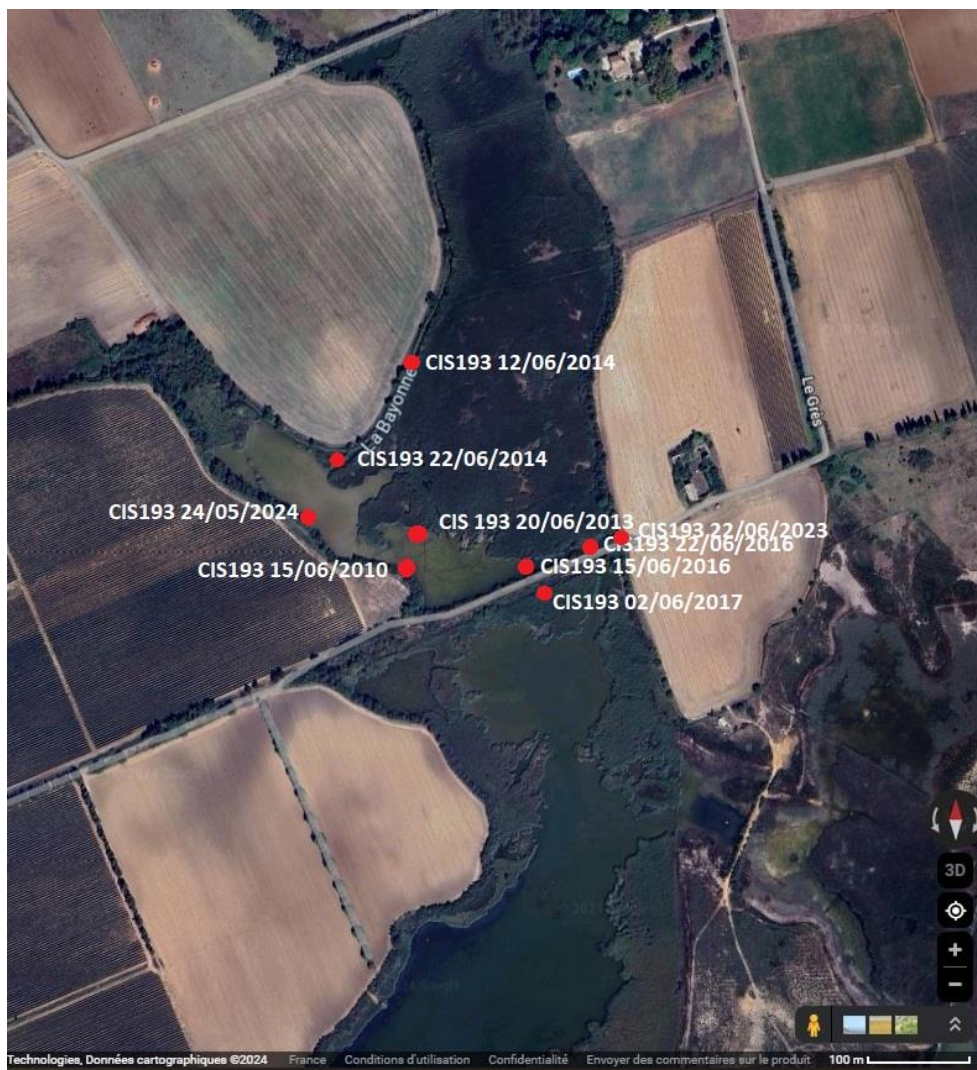 CIS193 12/06/2014
La Bayonne
Le Grès
CIS193 22/06/2014
CIS193 24/05/2024
CIS 193 20/06/2013
CIS193 22/06/2023
CIS193 22/06/2016
CIS193 15/06/2010
CIS193 15/06/2016
CIS193 02/06/2017
3D
Technologies, Données cartographiques ©2024 France Conditions d'utilisation Confidentialité Envoyer des commentaires sur le produit 100 m